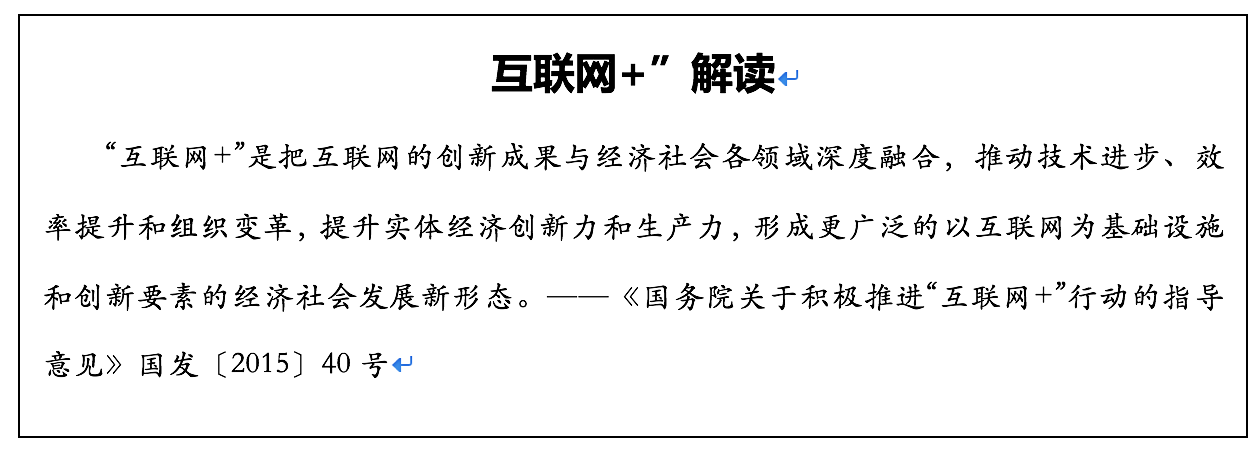 互联网+”解读
“互联网+”是把互联网的创新成果与经济社会各领域深度融合，推动技术进步、效
率提升和组织变革，提升实体经济创新力和生产力，形成更广泛的以互联网为基础设施
和创新要素的经济社会发展新形态。——《国务院关于积极推进“互联网+”行动的指导
意见》国发〔2015〕40 号